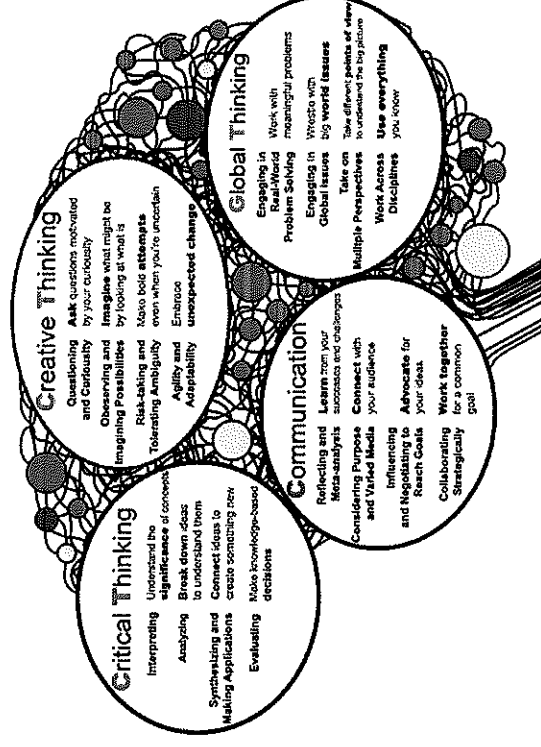 Critical Thinking
Interpreting
Understand the
significance of concepts
Analyzing
Break down ideas
to understand them
Synthesizing and
Making Applications
Connect ideas to
create something new
Evaluating
Make knowledge-based
decisions
Creative Thinking
Questioning
and Curiousity
Ask questions motivated
by your curiousity
Obeserving and
Imagining Possibilities
Imagine what might be
by looking at what is
Risk-taking and
Tolerating Ambiguity
Make bold attempts
even when you're uncertain
Agility and
Adaptability
Embrace
unexpected change
Communication
Reflecting and
Meta-analysis
Learn from your
successes and challenges
Considering Purpose
and Varied Media
Connect with
your audience
Influencing
and Negotiating to
Reach Goals
Advocate for
your ideas
Collaborating
Strategically
Work together
for a common
goal
Global Thinking
Engaging in
Real-World
Problem Solving
Work with
meaningful problems
Engaging in
Global Issues
Wrestle with
big world issues
Take on
Mulitple Perspectives
Take different points of view
to understand the big picture
Work Across
Disciplines
Use everything
you know